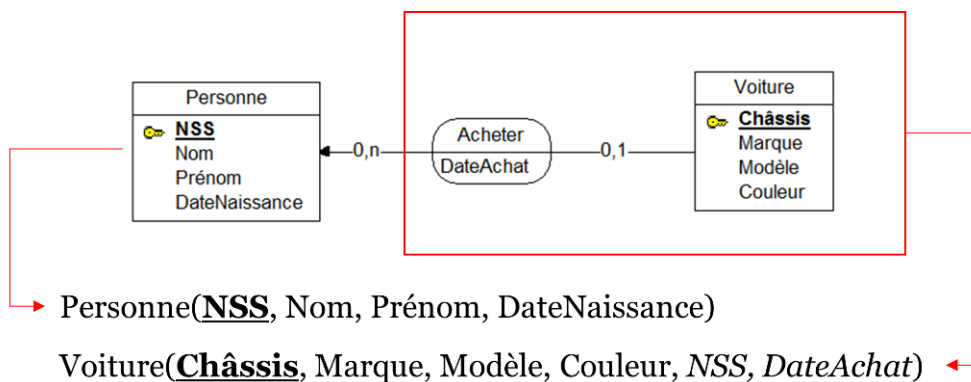 Personne
NSS
Nom
Prénom
DateNaissance
0,n
Acheter
DateAchat
0,1
Voiture
Châssis
Marque
Modèle
Couleur
Personne(NSS, Nom, Prénom, DateNaissance)
Voiture(Châssis, Marque, Modèle, Couleur, NSS, DateAchat)